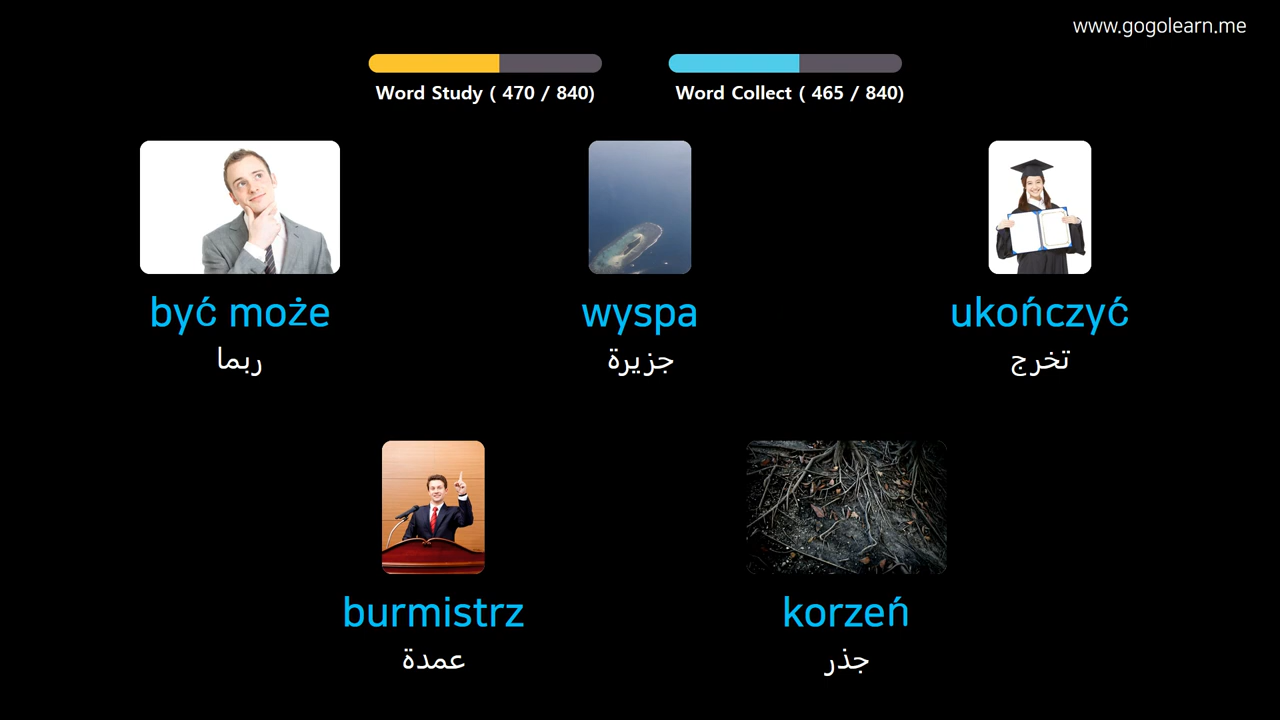 www.gogolearn.me
Word Study ( 470 / 840)
Word Collect ( 465 / 840)
być może
ربما
wyspa
جزيرة
ukończyć
تخرج
burmistrz
عمدة
korzeń
جذر